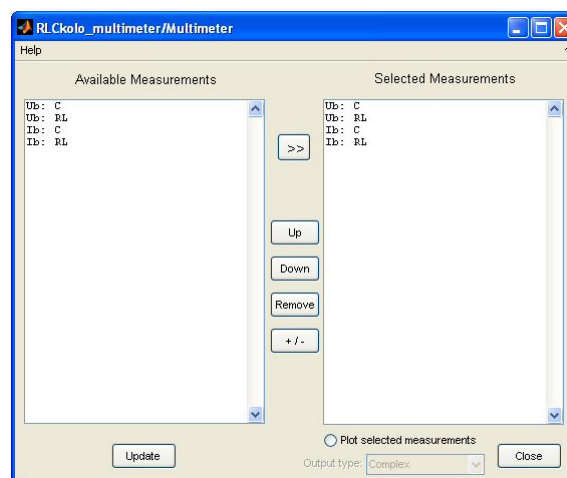 RLCkolo_multimeter/Multimeter
Help
Available Measurements
Selected Measurements
Ub: C
Ub: RL
Ib: C
Ib: RL
Ub: C
Ub: RL
Ib: C
Ib: RL
>>
Up
Down
Remove
+ / -
Plot selected measurements
Update
Output type: Complex
Close